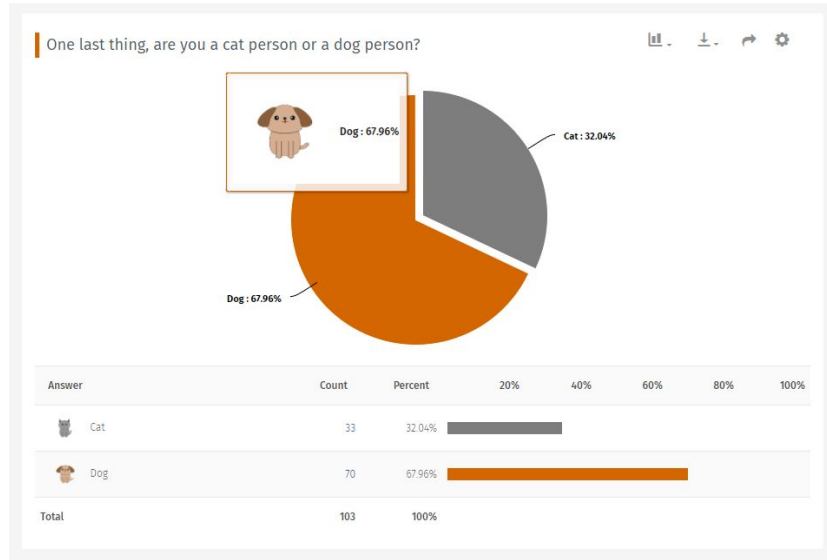 One last thing, are you a cat person or a dog person?
Dog : 67.96%
Cat : 32.04%
Dog : 67.96%
Answer Count Percent 20% 40% 60% 80% 100%
Cat 33 32.04%
Dog 70 67.96%
Total 103 100%